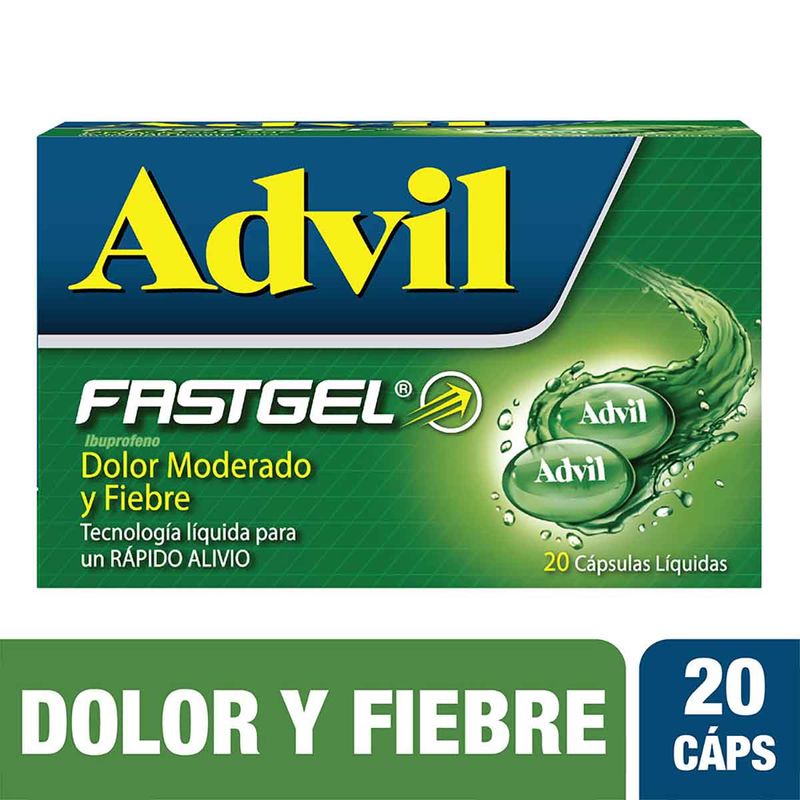 Advil
FASTGEL®
Ibuprofeno
Dolor Moderado
y Fiebre
Tecnología líquida para
un RÁPIDO ALIVIO
Advil
Advil
20 Cápsulas Líquidas
DOLOR Y FIEBRE
20
CÁPS